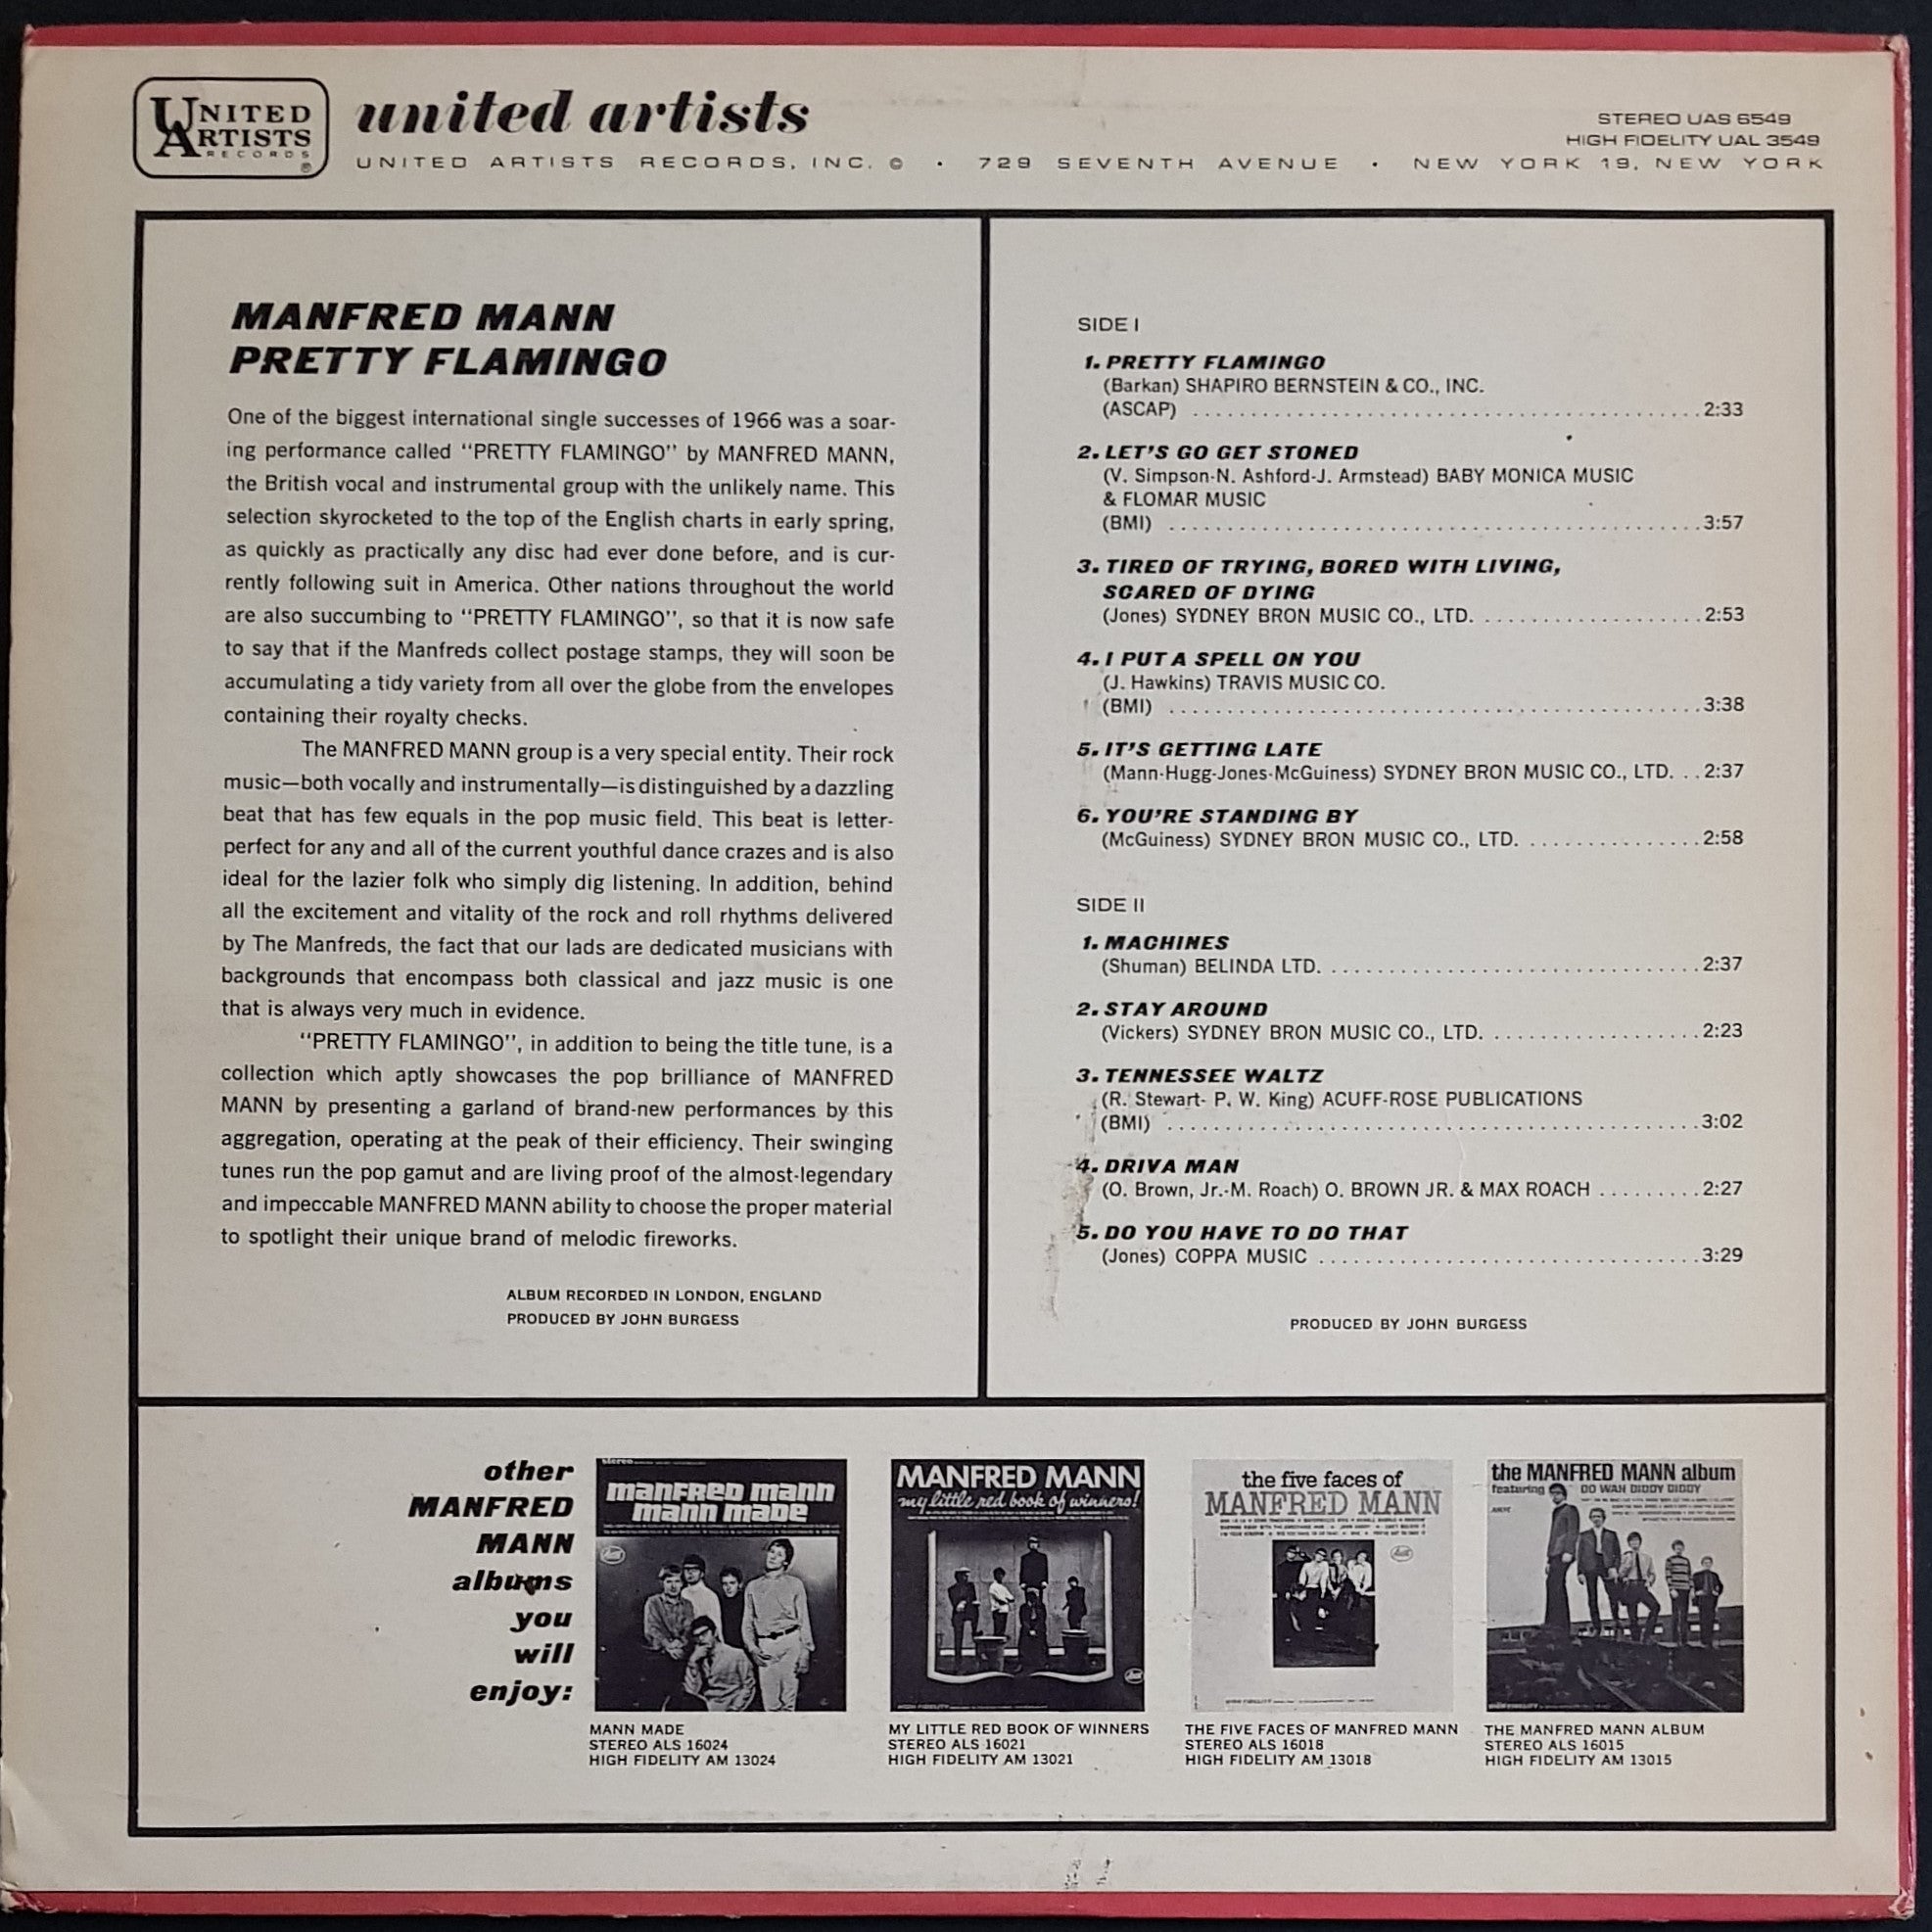 UNITED
ARTISTS
RECORDS
®
united artists
STEREO UAS 6549
HIGH FIDELITY UAL 3549
UNITED ARTISTS RECORDS, INC. © • 729 SEVENTH AVENUE • NEW YORK 19, NEW YORK
MANFRED MANN
PRETTY FLAMINGO
One of the biggest international single successes of 1966 was a soar-
ing performance called "PRETTY FLAMINGO" by MANFRED MANN,
the British vocal and instrumental group with the unlikely name. This
selection skyrocketed to the top of the English charts in early spring,
as quickly as practically any disc had ever done before, and is cur-
rently following suit in America. Other nations throughout the world
are also succumbing to "PRETTY FLAMINGO", so that it is now safe
to say that if the Manfreds collect postage stamps, they will soon be
accumulating a tidy variety from all over the globe from the envelopes
containing their royalty checks.
The MANFRED MANN group is a very special entity. Their rock
music—both vocally and instrumentally—is distinguished by a dazzling
beat that has few equals in the pop music field. This beat is letter-
perfect for any and all of the current youthful dance crazes and is also
ideal for the lazier folk who simply dig listening. In addition, behind
all the excitement and vitality of the rock and roll rhythms delivered
by The Manfreds, the fact that our lads are dedicated musicians with
backgrounds that encompass both classical and jazz music is one
that is always very much in evidence.
"PRETTY FLAMINGO", in addition to being the title tune, is a
collection which aptly showcases the pop brilliance of MANFRED
MANN by presenting a garland of brand-new performances by this
aggregation, operating at the peak of their efficiency. Their swinging
tunes run the pop gamut and are living proof of the almost-legendary
and impeccable MANFRED MANN ability to choose the proper material
to spotlight their unique brand of melodic fireworks.
ALBUM RECORDED IN LONDON, ENGLAND
PRODUCED BY JOHN BURGESS
SIDE I
1. PRETTY FLAMINGO
(Barkan) SHAPIRO BERNSTEIN & CO., INC.
(ASCAP) 2:33
2. LET'S GO GET STONED
(V. Simpson-N. Ashford-J. Armstead) BABY MONICA MUSIC
& FLOMAR MUSIC
(BMI) 3:57
3. TIRED OF TRYING, BORED WITH LIVING,
SCARED OF DYING
(Jones) SYDNEY BRON MUSIC CO., LTD. 2:53
4. I PUT A SPELL ON YOU
(J. Hawkins) TRAVIS MUSIC CO.
(BMI) 3:38
5. IT'S GETTING LATE
(Mann-Hugg-Jones-McGuiness) SYDNEY BRON MUSIC CO., LTD. 2:37
6. YOU'RE STANDING BY
(McGuiness) SYDNEY BRON MUSIC CO., LTD. 2:58
SIDE II
1. MACHINES
(Shuman) BELINDA LTD. 2:37
2. STAY AROUND
(Vickers) SYDNEY BRON MUSIC CO., LTD. 2:23
3. TENNESSEE WALTZ
(R. Stewart- P. W. King) ACUFF-ROSE PUBLICATIONS
(BMI) 3:02
4. DRIVA MAN
(O. Brown, Jr.-M. Roach) O. BROWN JR. & MAX ROACH 2:27
5. DO YOU HAVE TO DO THAT
(Jones) COPPA MUSIC 3:29
PRODUCED BY JOHN BURGESS
other
MANFRED
MANN
albums
you
will
enjoy:
stereo
manfred mann
mann made
MANN MADE
STEREO ALS 16024
HIGH FIDELITY AM 13024
MANFRED MANN
my little red book of winners!
HIGH FIDELITY
MY LITTLE RED BOOK OF WINNERS
STEREO ALS 16021
HIGH FIDELITY AM 13021
the five faces of
MANFRED MANN
HIGH FIDELITY
THE FIVE FACES OF MANFRED MANN
STEREO ALS 16018
HIGH FIDELITY AM 13018
the MANFRED MANN album
featuring DO WAH DIDDY DIDDY
HIGH FIDELITY
THE MANFRED MANN ALBUM
STEREO ALS 16015
HIGH FIDELITY AM 13015